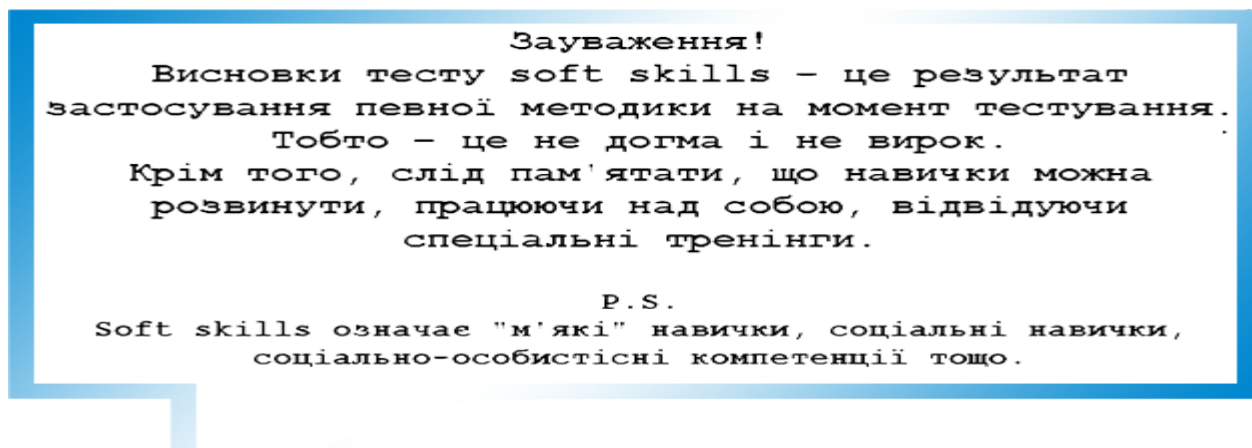 Зауваження!
Висновки тесту soft skills – це результат
застосування певної методики на момент тестування.
Тобто – це не догма і не вирок.
Крім того, слід пам'ятати, що навички можна
розвинути, працюючи над собою, відвідуючи
спеціальні тренінги.
P.S.
Soft skills означає "м'які" навички, соціальні навички,
соціально-особистісні компетенції тощо.